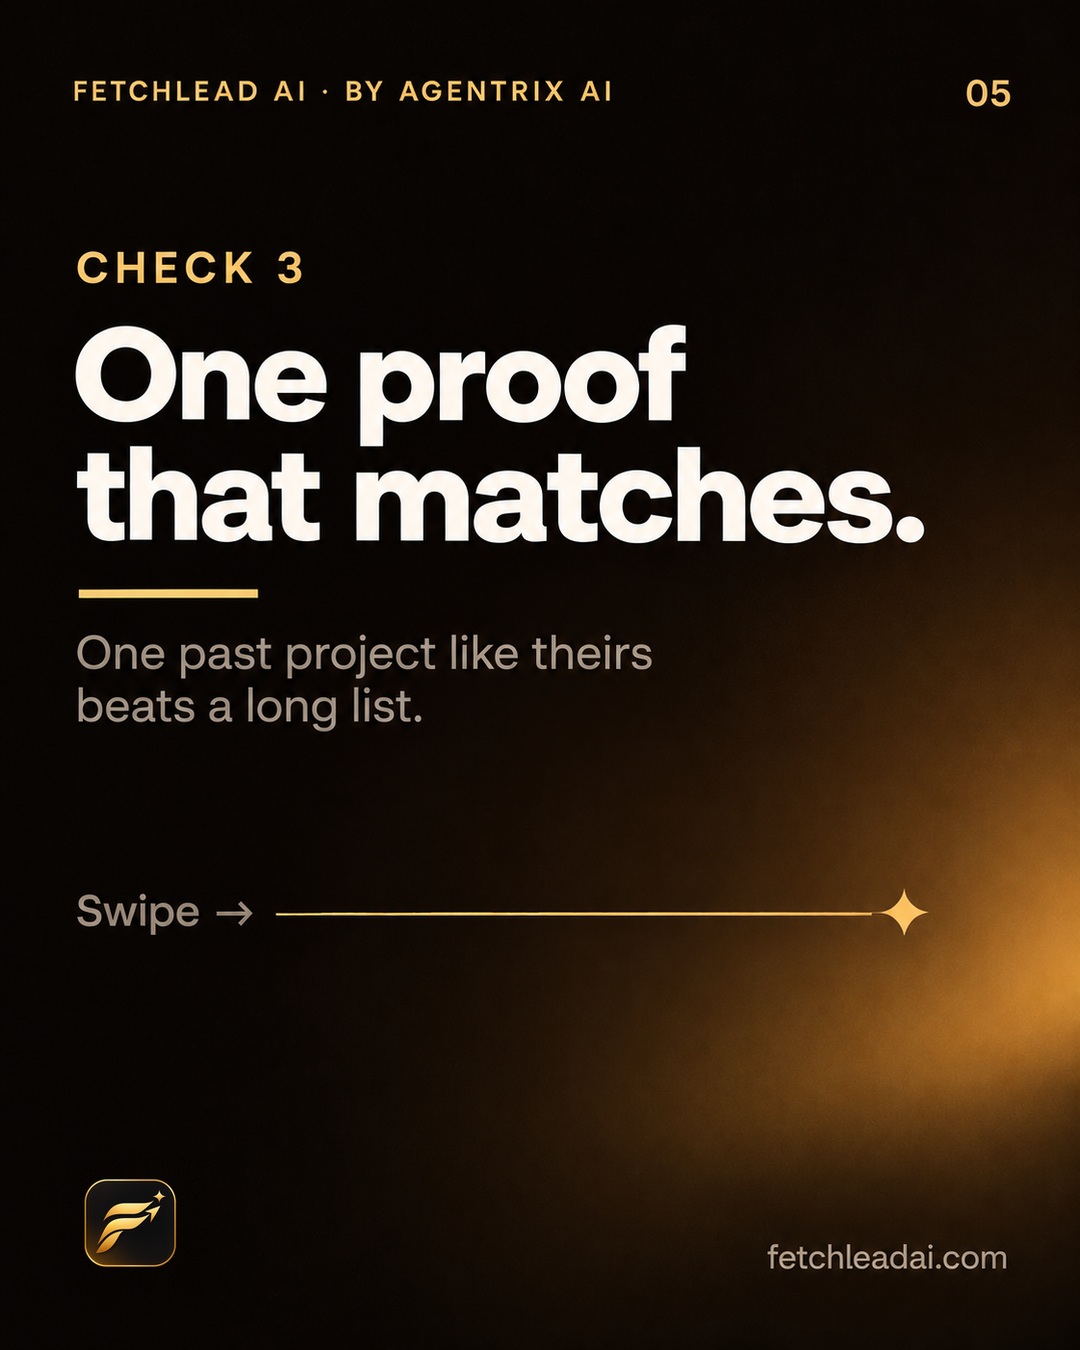 FETCHLEAD AI · BY AGENTRIX AI
05
CHECK 3
One proof
that matches.
One past project like theirs
beats a long list.
Swipe →
fetchleadai.com